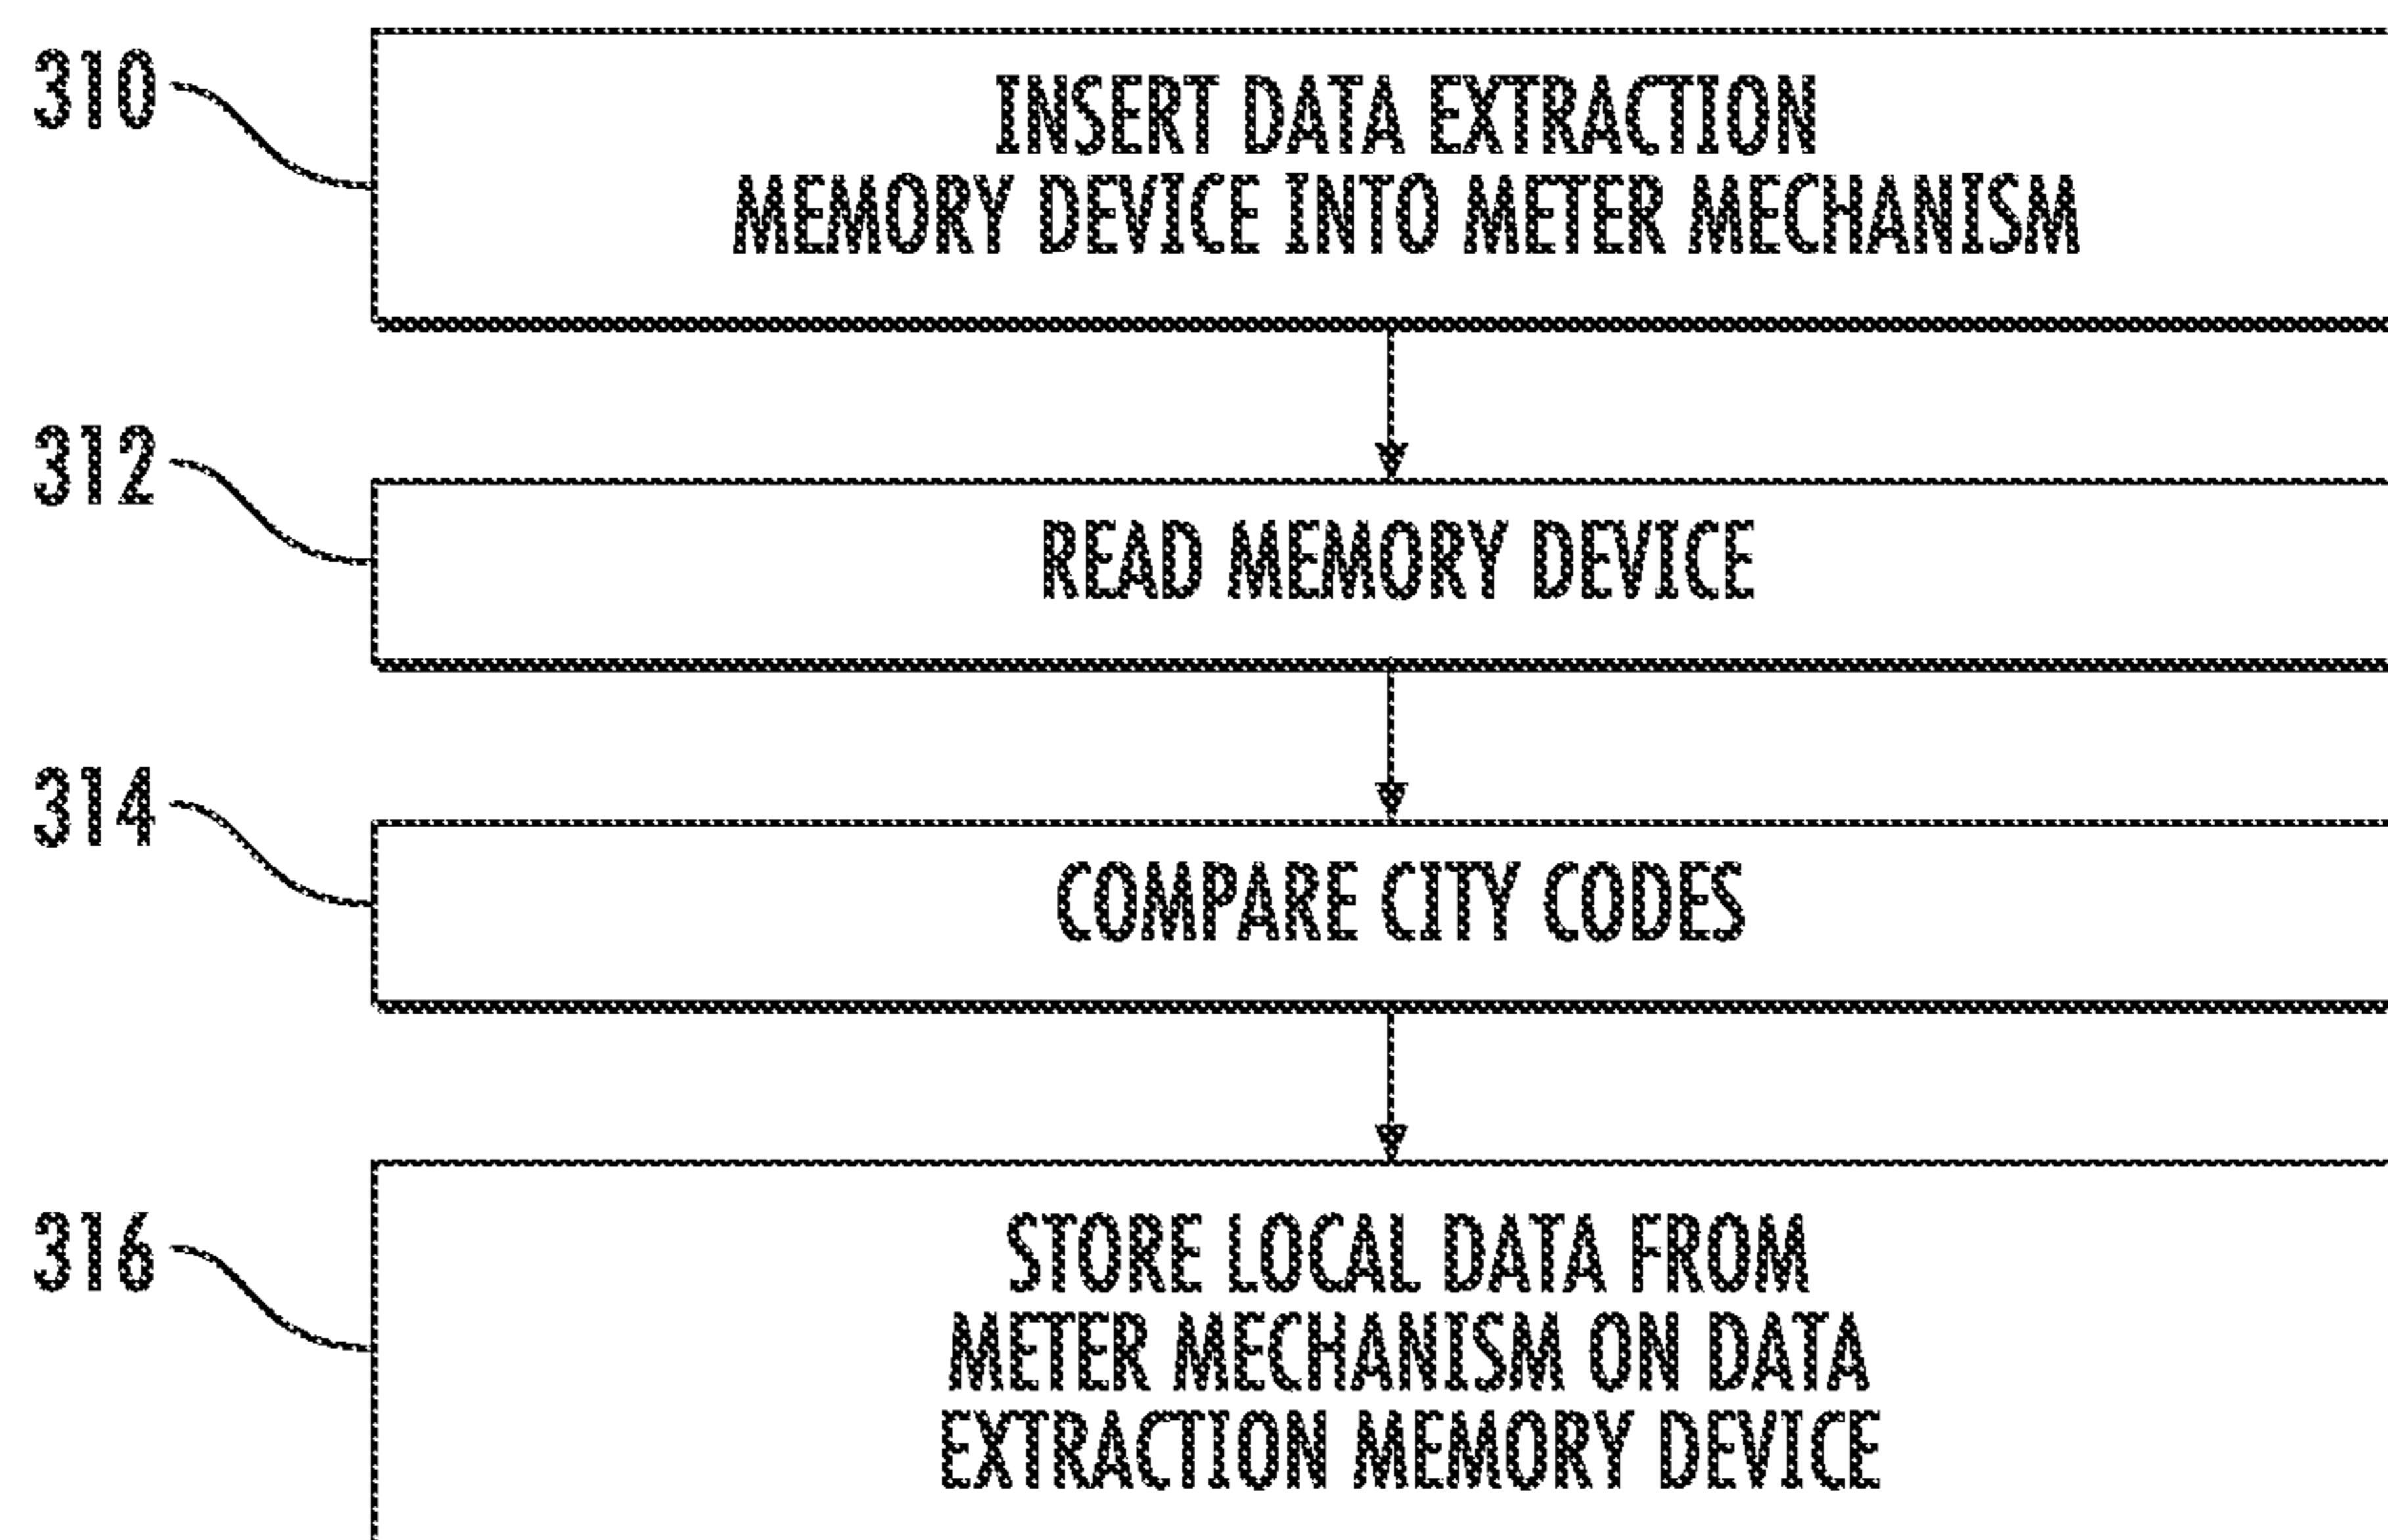 310
INSERT DATA EXTRACTION
MEMORY DEVICE INTO METER MECHANISM
312
READ MEMORY DEVICE
314
COMPARE CITY CODES
316
STORE LOCAL DATA FROM
METER MECHANISM ON DATA
EXTRACTION MEMORY DEVICE